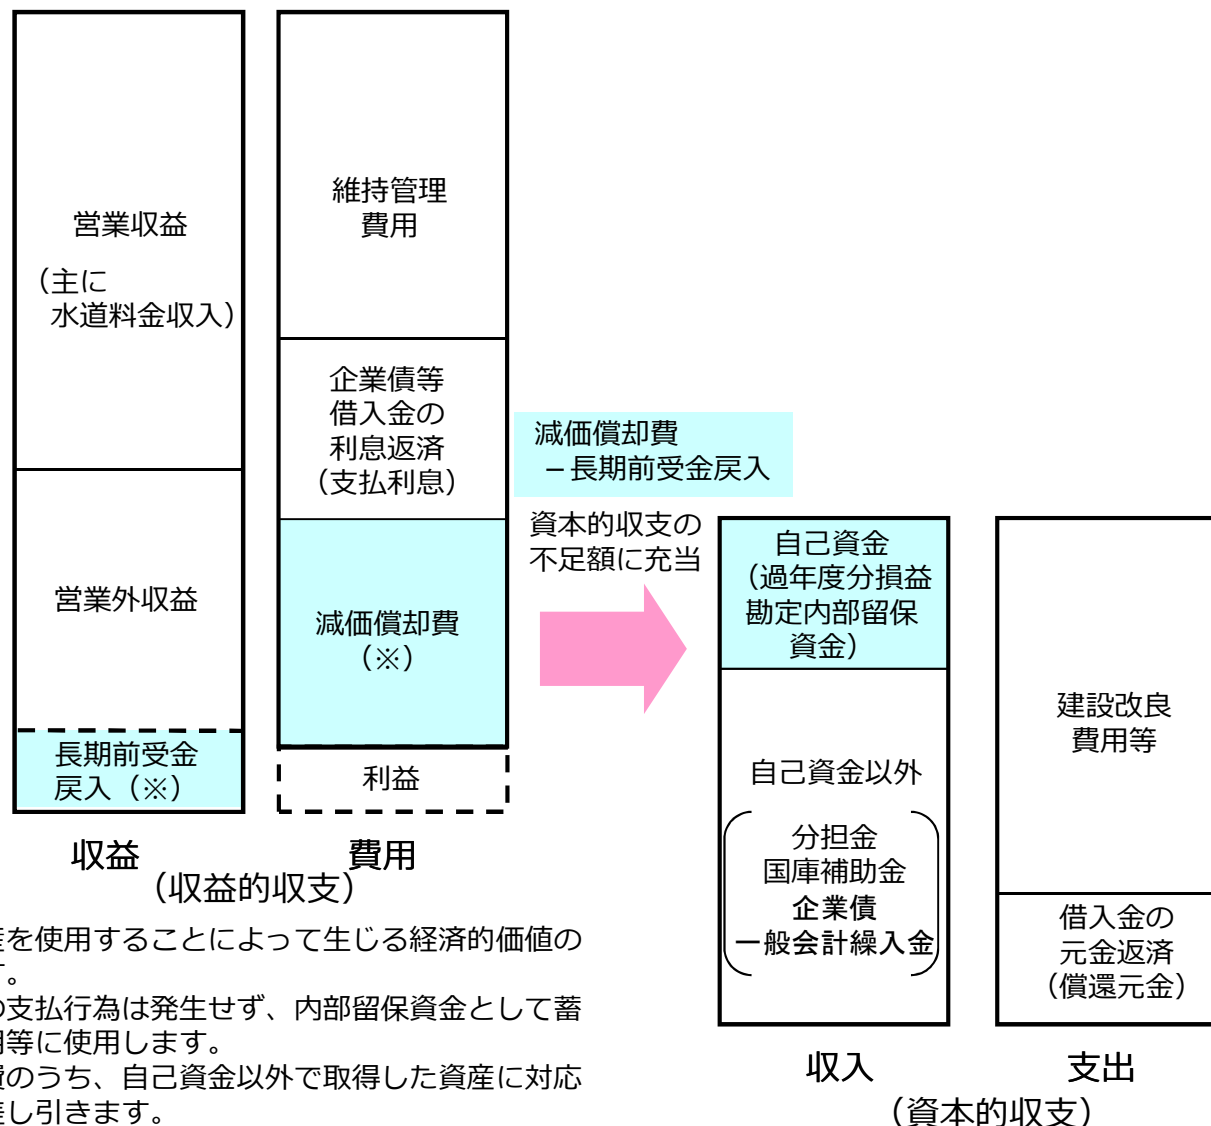 営業収益
（主に
水道料金収入）
営業外収益
長期前受金
戻入（※）
収益
維持管理
費用
企業債等
借入金の
利息返済
（支払利息）
減価償却費
（※）
利益
費用
（収益的収支）
減価償却費
－長期前受金戻入
資本的収支の
不足額に充当
自己資金
（過年度分損益
勘定内部留保
資金）
自己資金以外
分担金
国庫補助金
企業債
一般会計繰入金
収入
建設改良
費用等
借入金の
元金返済
（償還元金）
支出
（資本的収支）
産を使用することによって生じる経済的価値の
す。
の支払行為は発生せず、内部留保資金として蓄
用等に使用します。
費のうち、自己資金以外で取得した資産に対応
差し引きます。